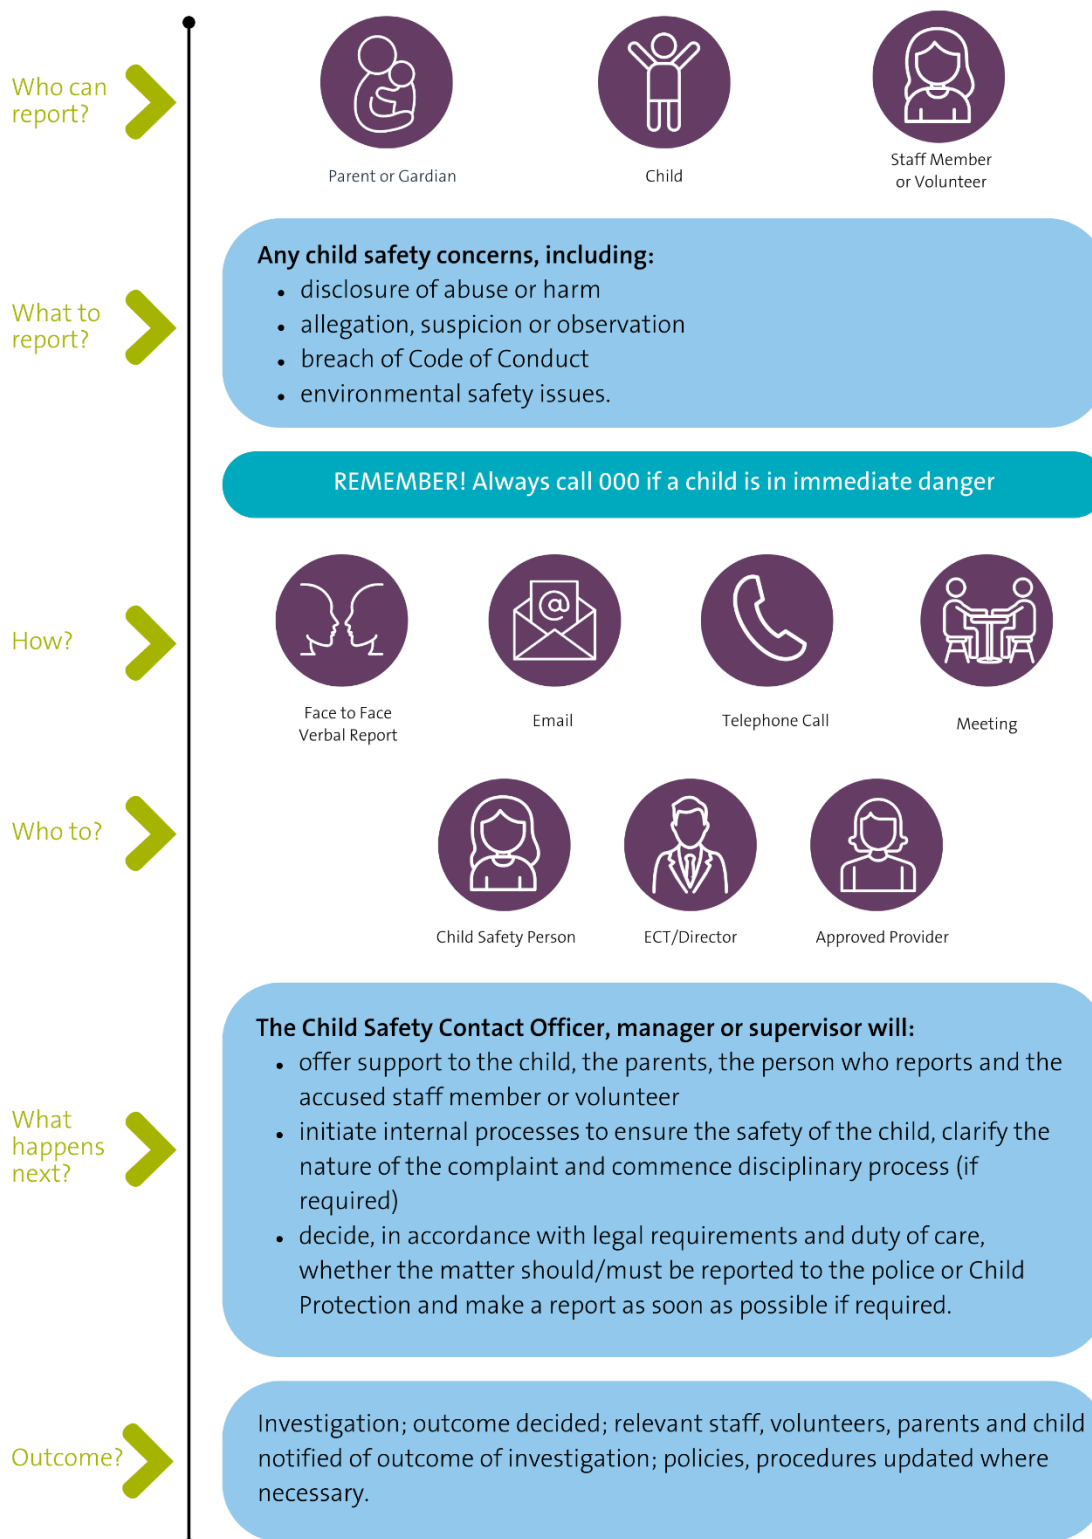 Who can
report?
Parent or Gardian
Child
Staff Member
or Volunteer
What to
report?
Any child safety concerns, including:
• disclosure of abuse or harm
• allegation, suspicion or observation
• breach of Code of Conduct
• environmental safety issues.
REMEMBER! Always call 000 if a child is in immediate danger
How?
@
Face to Face
Verbal Report
Email
Telephone Call
Meeting
Who to?
Child Safety Person
ECT/Director
Approved Provider
What
happens
next?
The Child Safety Contact Officer, manager or supervisor will:
• offer support to the child, the parents, the person who reports and the
accused staff member or volunteer
• initiate internal processes to ensure the safety of the child, clarify the
nature of the complaint and commence disciplinary process (if
required)
• decide, in accordance with legal requirements and duty of care,
whether the matter should/must be reported to the police or Child
Protection and make a report as soon as possible if required.
Outcome?
Investigation; outcome decided; relevant staff, volunteers, parents and child
notified of outcome of investigation; policies, procedures updated where
necessary.